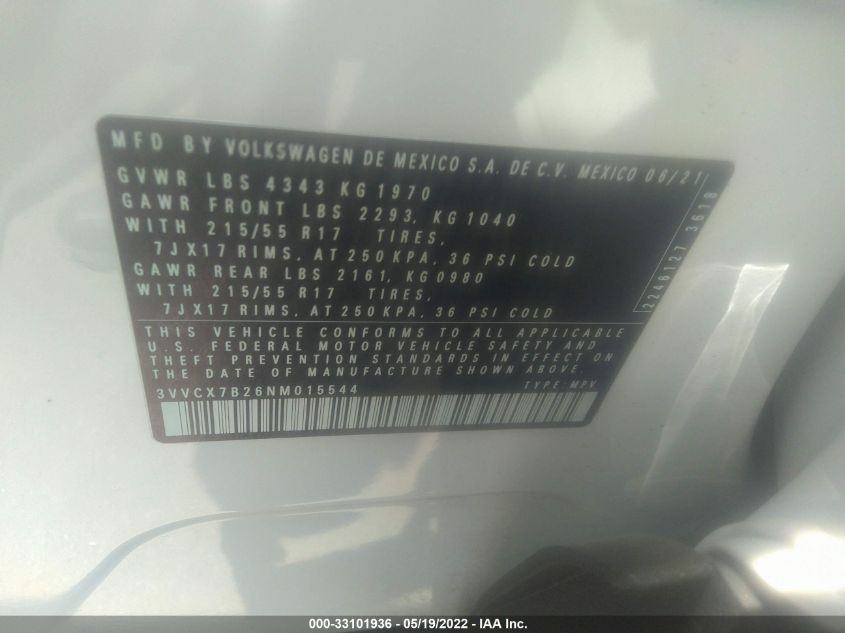 MFD BY VOLKSWAGEN DE MEXICO S.A. DE C.V. MEXICO 06/21
GVWR LBS 4343 KG 1970
GAWR FRONT LBS 2293, KG 1040
WITH 215/55 R17 TIRES,
7JX17 RIMS, AT 250 KPA, 36 PSI COLD
GAWR REAR LBS 2161, KG0980
WITH 215/55 R17 TIRES,
7JX17 RIMS, AT 250 KPA, 36 PSI COLD
2246127 3618
THIS VEHICLE CONFORMS TO ALL APPLICABLE
U.S. FEDERAL MOTOR VEHICLE SAFETY AND
THEFT PREVENTION STANDARDS IN EFFECT ON
THE DATE OF MANUFACTURE SHOWN ABOVE.
3VVCX7B26NM015544 TYPE: MPV
000-33101936 - 05/19/2022 - IAA Inc.